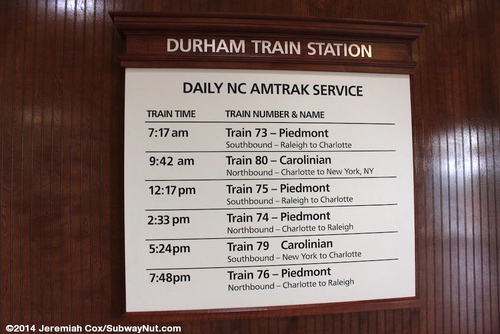 DURHAM TRAIN STATION
DAILY NC AMTRAK SERVICE
TRAIN TIME TRAIN NUMBER & NAME
7:17 am Train 73 – Piedmont
Southbound – Raleigh to Charlotte
9:42 am Train 80 – Carolinian
Northbound – Charlotte to New York, NY
12:17 pm Train 75 – Piedmont
Southbound – Raleigh to Charlotte
2:33 pm Train 74 – Piedmont
Northbound – Charlotte to Raleigh
5:24pm Train 79 Carolinian
Southbound – New York to Charlotte
7:48pm Train 76 – Piedmont
Northbound – Charlotte to Raleigh
©2014 Jeremiah Cox/SubwayNut.com